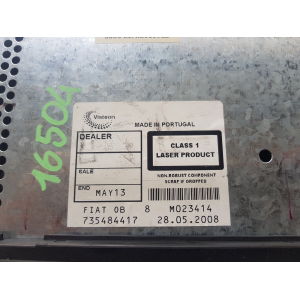 16504
Visteon
MADE IN PORTUGAL
DEALER
CLASS 1
LASER PRODUCT
SALE
NON-ROBUST COMPONENT
SCRAP IF DROPPED
END MAY13
FIAT OB 8 M023414
735484417 28.05.2008